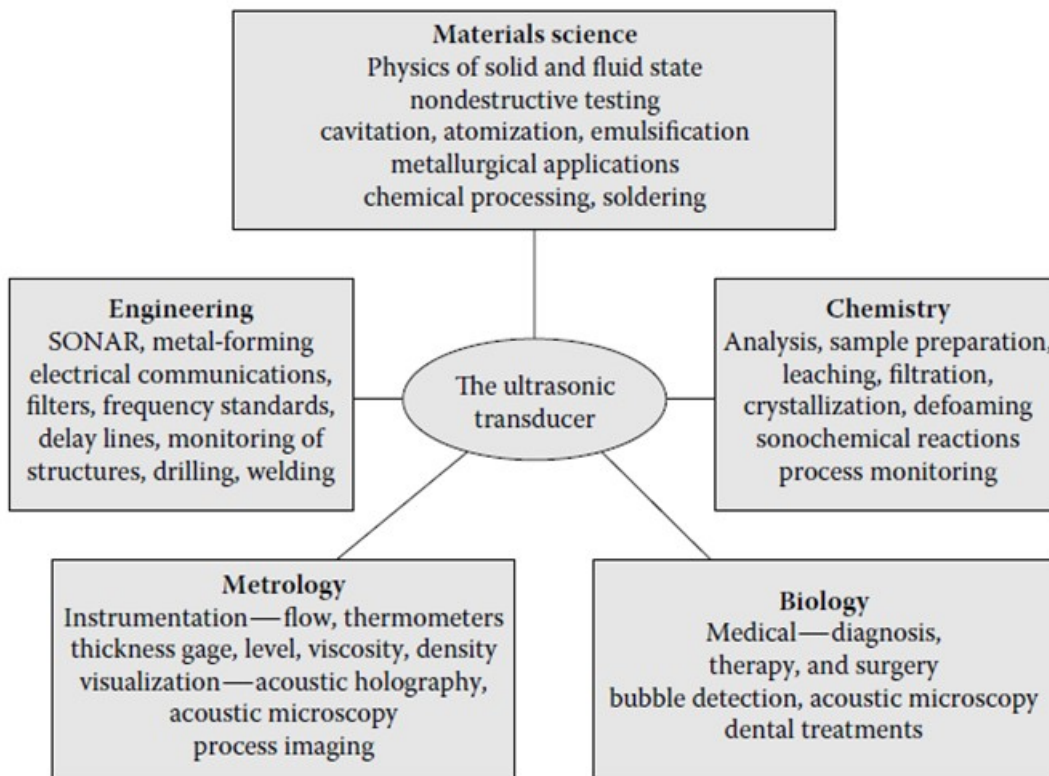 Materials science
Physics of solid and fluid state
nondestructive testing
cavitation, atomization, emulsification
metallurgical applications
chemical processing, soldering
Engineering
SONAR, metal-forming
electrical communications,
filters, frequency standards,
delay lines, monitoring of
structures, drilling, welding
The ultrasonic
transducer
Chemistry
Analysis, sample preparation,
leaching, filtration,
crystallization, defoaming
sonochemical reactions
process monitoring
Metrology
Instrumentation—flow, thermometers
thickness gage, level, viscosity, density
visualization—acoustic holography,
acoustic microscopy
process imaging
Biology
Medical—diagnosis,
therapy, and surgery
bubble detection, acoustic microscopy
dental treatments